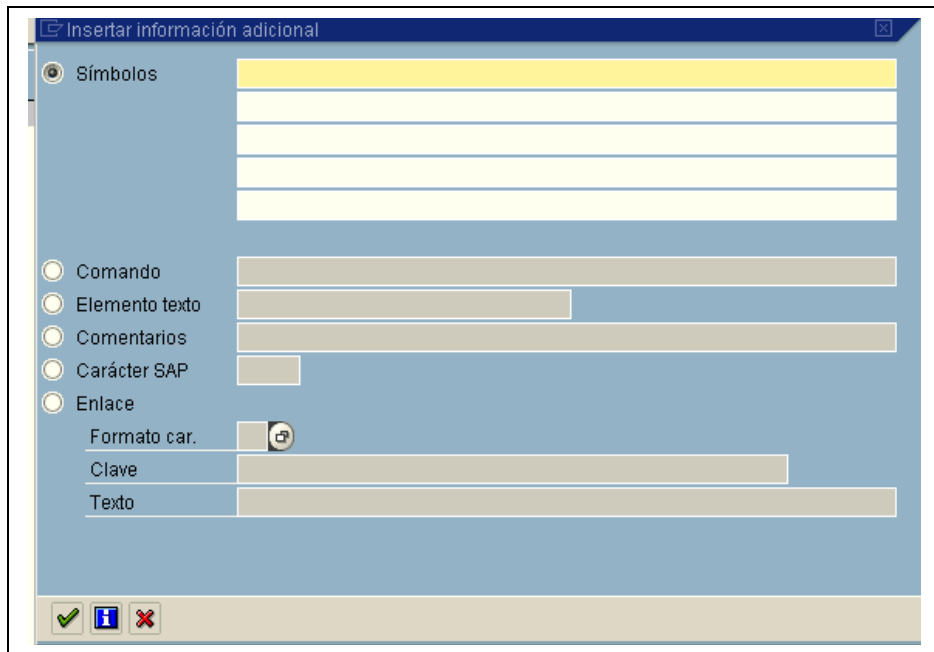 Insertar información adicional
Símbolos
Comando
Elemento texto
Comentarios
Carácter SAP
Enlace
Formato car.
Clave
Texto